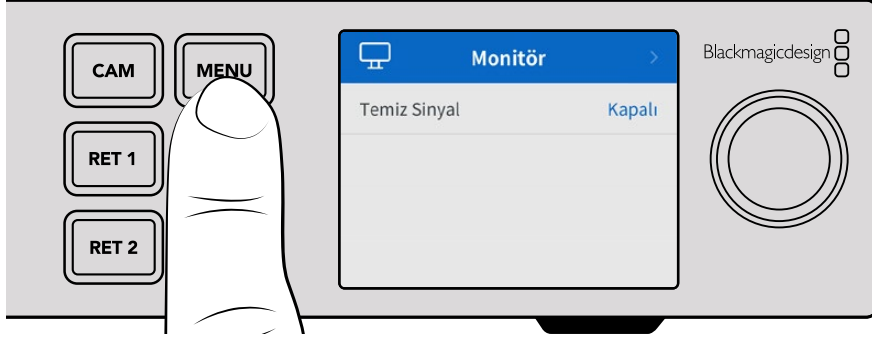 CAM
MENU
RET 1
RET 2
Monitör
Temiz Sinyal Kapalı
Blackmagicdesign